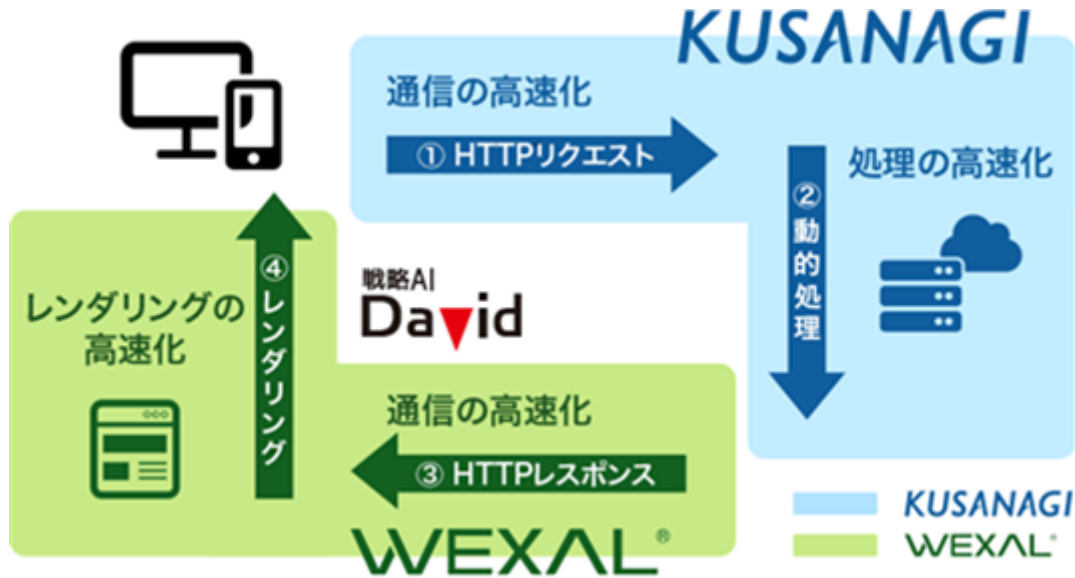 KUSANAGI
通信の高速化
① HTTPリクエスト
処理の高速化
②動的処理
戦略AI
David
通信の高速化
③ HTTPレスポンス
レンダリングの
高速化
④レンダリング
WEXAL®
KUSANAGI
WEXAL®